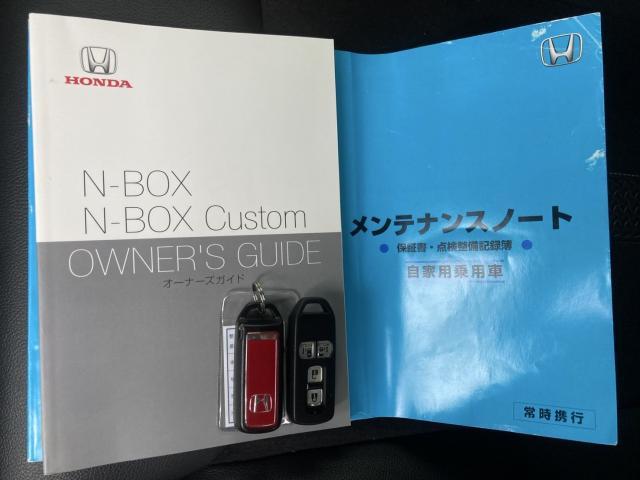 HONDA
N-BOX
N-BOX Custom
OWNER'S GUIDE
オーナーズガイド
メンテナンスノート
保証書・点検整備記録簿
自家用乗用車
常時携行